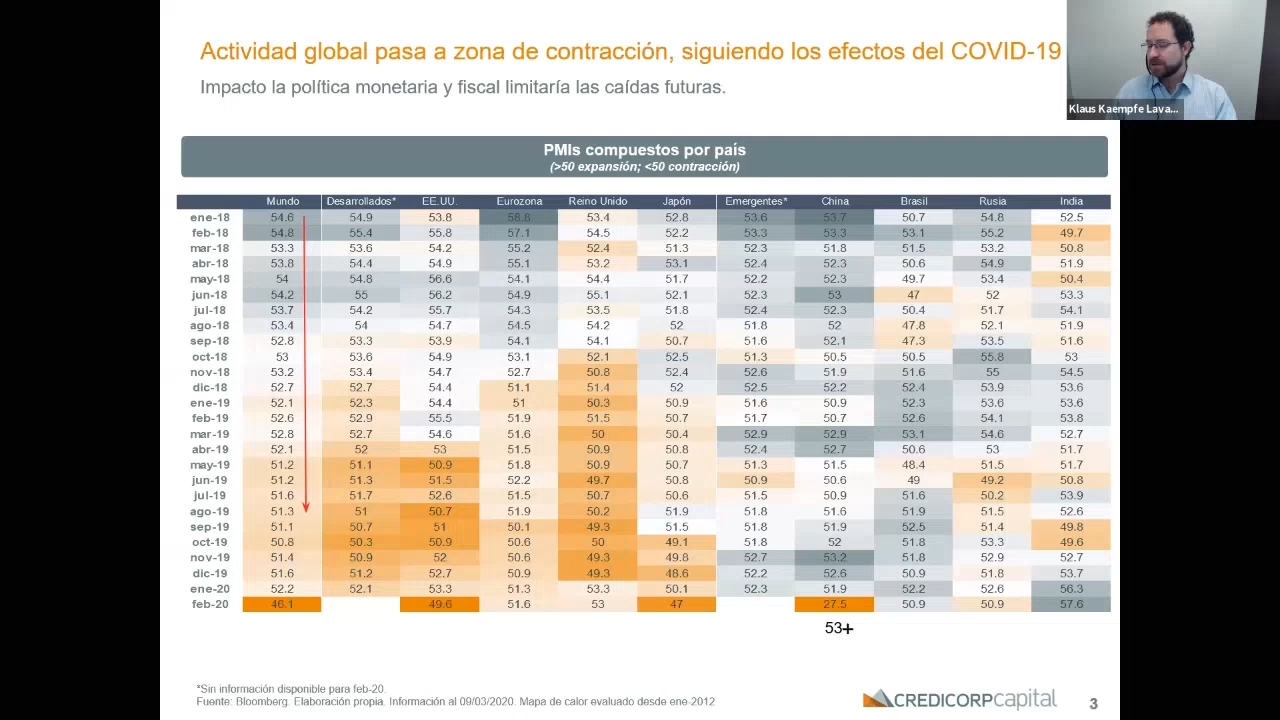 Actividad global pasa a zona de contracción, siguiendo los efectos del COVID-19
Impacto la política monetaria y fiscal limitaría las caídas futuras.
Klaus Kaempfe Lava...
PMIs compuestos por país
(>50 expansión; <50 contracción)
Mundo Desarrollados* EE.UU. Eurozona Reino Unido Japón Emergentes* China Brasil Rusia India
ene-18 54.6 54.9 53.8 58.8 53.4 52.8 53.6 53.7 50.7 54.8 52.5
feb-18 54.8 55.4 55.8 57.1 54.5 52.2 53.3 53.3 53.1 55.2 49.7
mar-18 53.3 53.6 54.2 55.2 52.4 51.3 52.3 51.8 51.5 53.2 50.8
abr-18 53.8 54.4 54.9 55.1 53.2 53.1 52.4 52.3 50.6 54.9 51.9
may-18 54 54.8 56.6 54.1 54.4 51.7 52.2 52.3 49.7 53.4 50.4
jun-18 54.2 55 56.2 54.9 55.1 52.1 52.3 53 47 52 53.3
jul-18 53.7 54.2 55.7 54.3 53.5 51.8 52.4 52.3 50.4 51.7 54.1
ago-18 53.4 54 54.7 54.5 54.2 52 51.8 52 47.8 52.1 51.9
sep-18 52.8 53.3 53.9 54.1 54.1 50.7 51.6 52.1 47.3 53.5 51.6
oct-18 53 53.6 54.9 53.1 52.1 52.5 51.3 50.5 50.5 55.8 53
nov-18 53.2 53.4 54.7 52.7 50.8 52.4 52.6 51.9 51.6 55 54.5
dic-18 52.7 52.7 54.4 51.1 51.4 52 52.5 52.2 52.4 53.9 53.6
ene-19 52.1 52.3 54.4 51 50.3 50.9 51.6 50.9 52.3 53.6 53.6
feb-19 52.6 52.9 55.5 51.9 51.5 50.7 51.7 50.7 52.6 54.1 53.8
mar-19 52.8 52.7 54.6 51.6 50 50.4 52.9 52.9 53.1 54.6 52.7
abr-19 52.1 52 53 51.5 50.9 50.8 52.4 52.7 50.6 53 51.7
may-19 51.2 51.1 50.9 51.8 50.9 50.7 51.3 51.5 48.4 51.5 51.7
jun-19 51.2 51.3 51.5 52.2 49.7 50.8 50.9 50.6 49 49.2 50.8
jul-19 51.6 51.7 52.6 51.5 50.7 50.6 51.5 50.9 51.6 50.2 53.9
ago-19 51.3 51 50.7 51.9 50.2 51.9 51.8 51.6 51.9 51.5 52.6
sep-19 51.1 50.7 51 50.1 49.3 51.5 51.8 51.9 52.5 51.4 49.8
oct-19 50.8 50.3 50.9 50.6 50 49.1 51.8 52 51.8 53.3 49.6
nov-19 51.4 50.9 52 50.6 49.3 49.8 52.7 53.2 51.8 52.9 52.7
dic-19 51.6 51.2 52.7 50.9 49.3 48.6 52.2 52.6 50.9 51.8 53.7
ene-20 52.2 52.1 53.3 51.3 53.3 50.1 52.3 51.9 52.2 52.6 56.3
feb-20 46.1 49.6 51.6 53 47 27.5 50.9 50.9 57.6
53+
*Sin información disponible para feb-20.
Fuente: Bloomberg. Elaboración propia. Información al 09/03/2020. Mapa de calor evaluado desde ene-2012
CREDICORPcapital
3